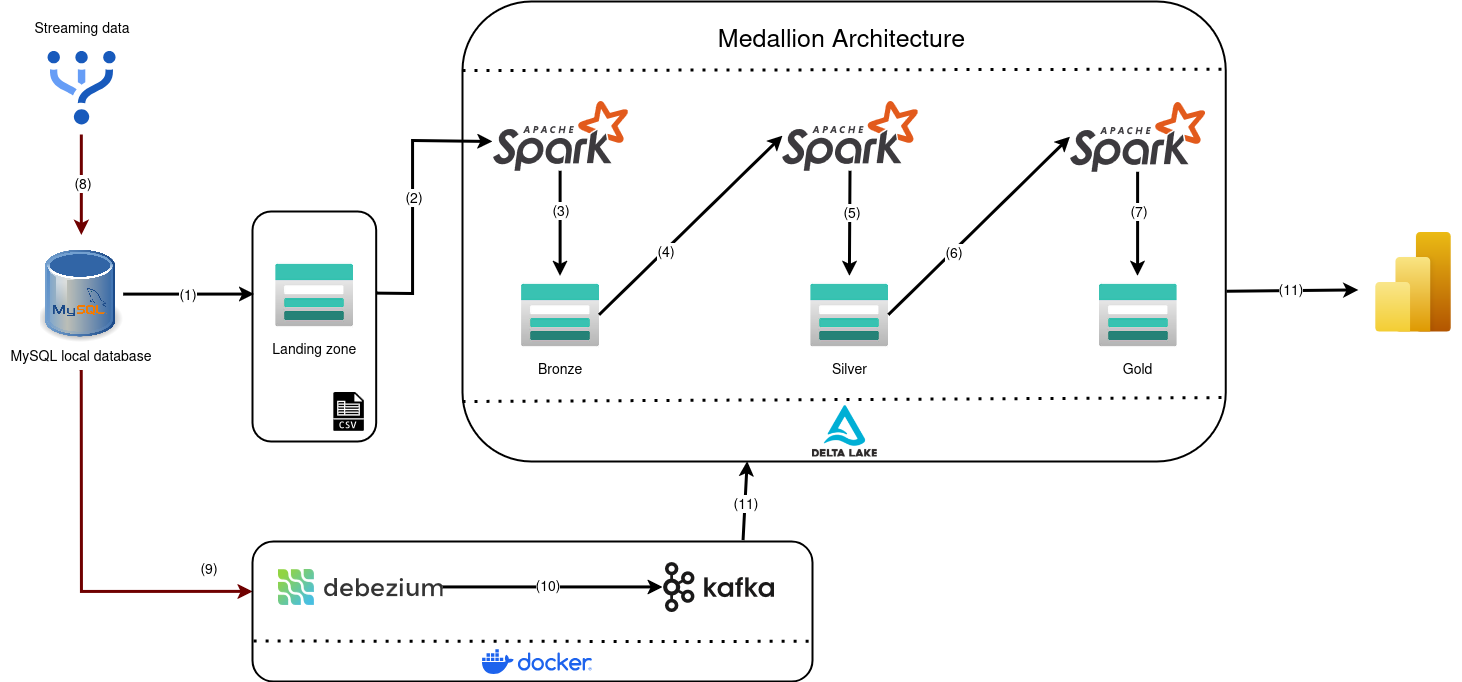 Streaming data
(8)
MySQL
MySQL local database
(1)
Landing zone
CSV
(2)
Medallion Architecture
APACHE
Spark
APACHE
Spark
APACHE
Spark
(3)
(4)
(5)
(6)
(7)
Bronze
Silver
Gold
DELTA LAKE
(11)
(11)
(9)
debezium
(10)
kafka
docker